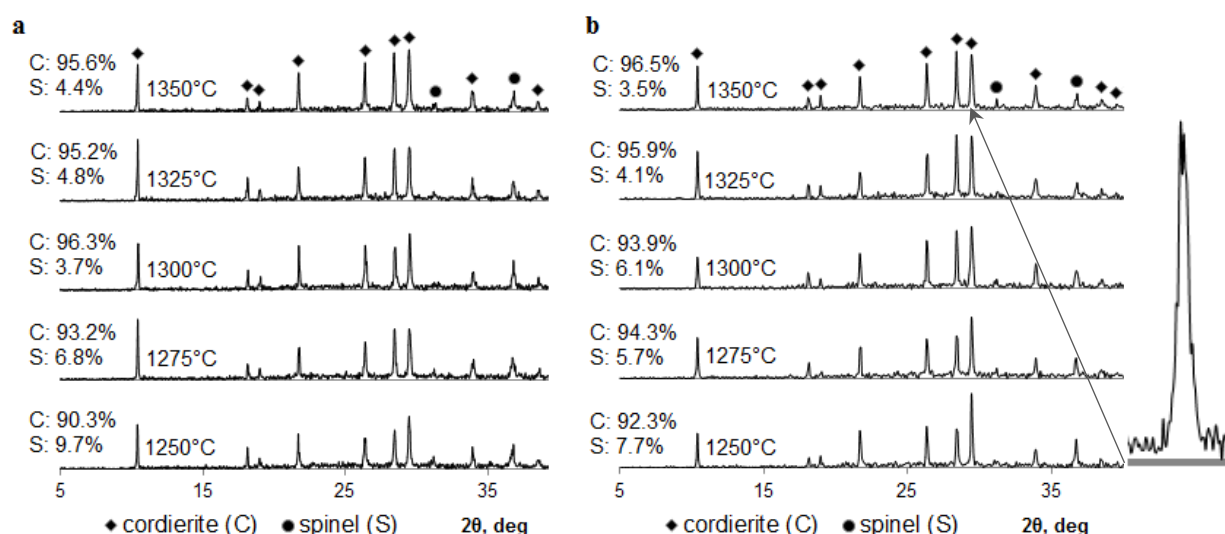 a
C: 95.6%
S: 4.4%
1350°C
C: 95.2%
S: 4.8%
1325°C
C: 96.3%
S: 3.7%
1300°C
C: 93.2%
S: 6.8%
1275°C
C: 90.3%
S: 9.7%
1250°C
5 15 25 35
◆ cordierite (C) ● spinel (S) 2θ, deg
b
C: 96.5%
S: 3.5%
1350°C
C: 95.9%
S: 4.1%
1325°C
C: 93.9%
S: 6.1%
1300°C
C: 94.3%
S: 5.7%
1275°C
C: 92.3%
S: 7.7%
1250°C
5 15 25 35
◆ cordierite (C) ● spinel (S) 2θ, deg